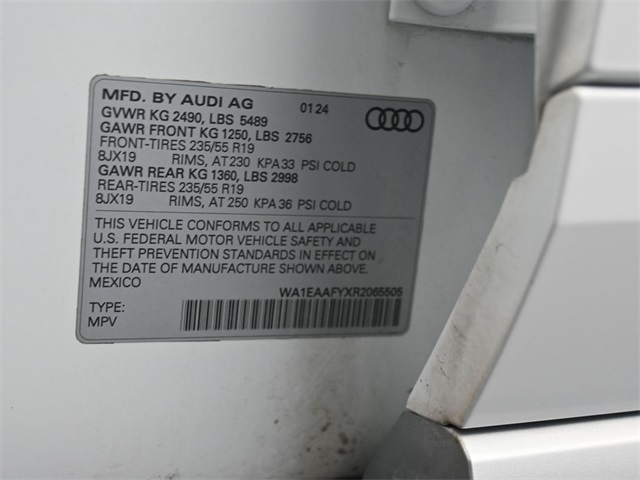 MFD. BY AUDI AG 01 24
GVWR KG 2490, LBS 5489
GAWR FRONT KG 1250, LBS 2756
FRONT-TIRES 235/55 R19
8JX19 RIMS, AT 230 KPA 33 PSI COLD
GAWR REAR KG 1360, LBS 2998
REAR-TIRES 235/55 R19
8JX19 RIMS, AT 250 KPA 36 PSI COLD
THIS VEHICLE CONFORMS TO ALL APPLICABLE
U.S. FEDERAL MOTOR VEHICLE SAFETY AND
THEFT PREVENTION STANDARDS IN EFFECT ON
THE DATE OF MANUFACTURE SHOWN ABOVE.
MEXICO
WA1EAAFYXR2065505
TYPE:
MPV